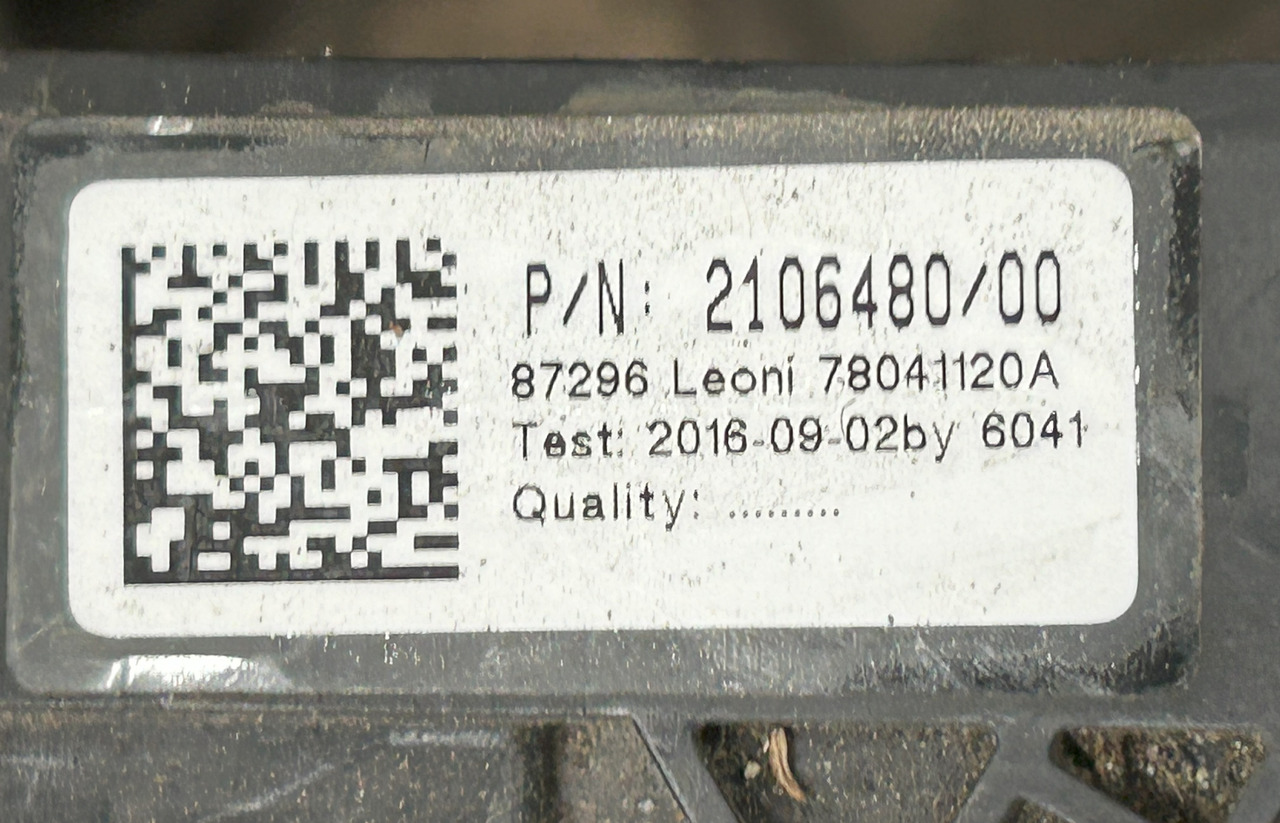 P/N: 2106480/00
87296 Leoni 78041120A
Test: 2016-09-02by 6041
Quality: .........